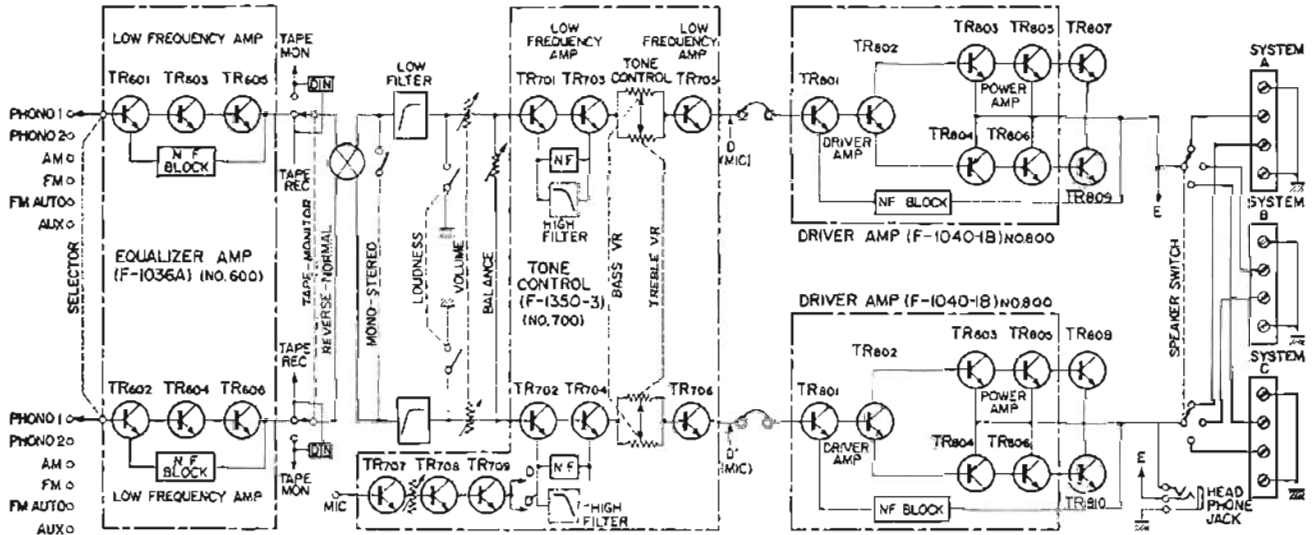 LOW FREQUENCY AMP
TR601 TR603 TR605
PHONO 1
PHONO 2
AM
FM
FM AUTO
AUX
NF BLOCK
SELECTOR
EQUALIZER AMP
(F-1036A) (NO.600)
TAPE MON
DIN
TAPE REC
TAPE-MONITOR
REVERSE-NORMAL
MONO-STEREO
LOW FILTER
LOUDNESS
VOLUME
BALANCE
LOW FREQUENCY AMP
TR701 TR703
TONE CONTROL
LOW FREQUENCY AMP
TR705
NF
HIGH FILTER
TONE CONTROL
(F-1350-3)
(NO.700)
BASS VR
TREBLE VR
D
(MIC)
TR801
TR802
TR803 TR805 TR807
POWER AMP
DRIVER AMP
TR804 TR806
TR809
NF BLOCK
DRIVER AMP (F-1040-1B) NO.800
E
SPEAKER SWITCH
SYSTEM A
SYSTEM B
SYSTEM C
TAPE REC
TR602 TR604 TR606
PHONO 1
PHONO 2
AM
FM
FM AUTO
AUX
NF BLOCK
LOW FREQUENCY AMP
DIN
TAPE MON
MIC
TR707 TR708 TR709
D
D'
TR702 TR704
TR706
NF
HIGH FILTER
D'
(MIC)
DRIVER AMP (F-1040-1B) NO.800
TR801
TR802
TR803 TR805 TR808
POWER AMP
DRIVER AMP
TR804 TR806
TR810
NF BLOCK
E
HEAD PHONE JACK